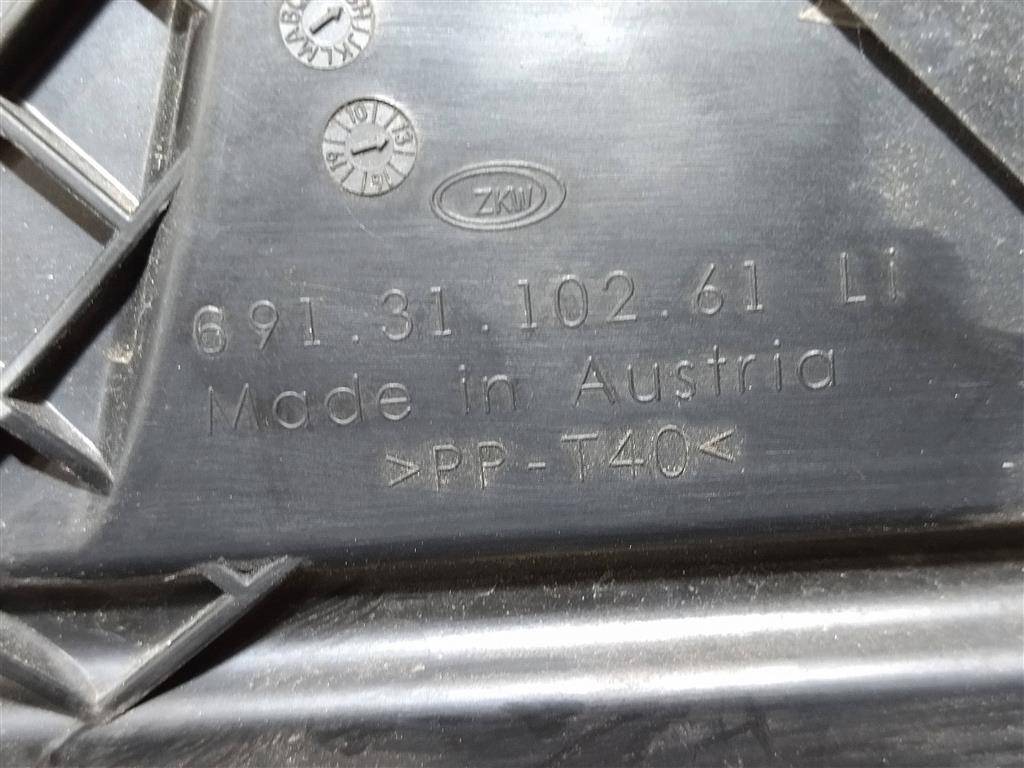 ZKW
691.31.102.61 Li
Made in Austria
>PP-T40<